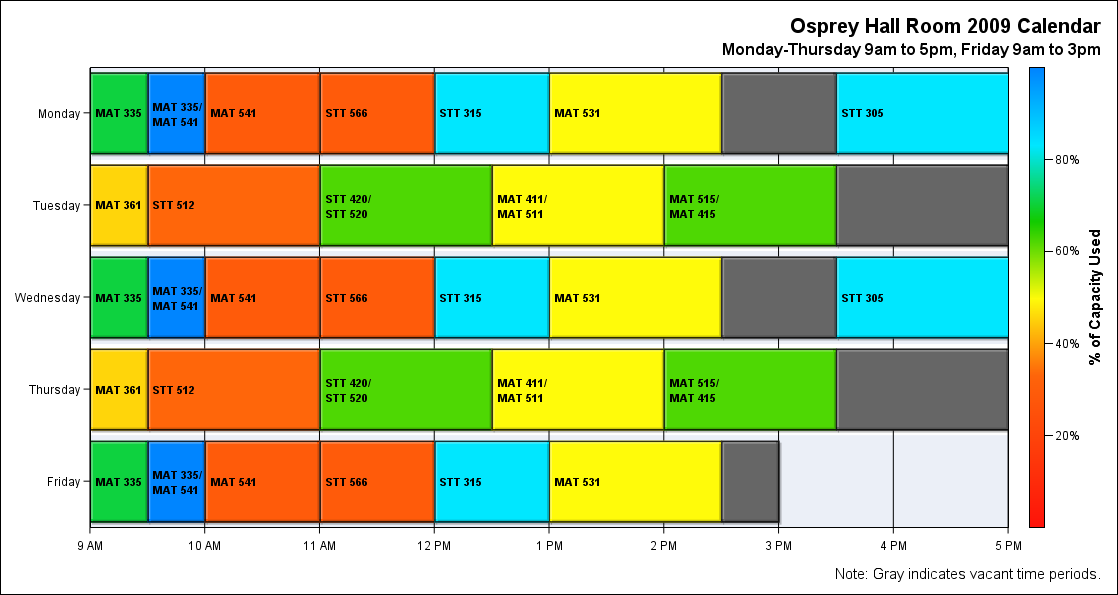 Osprey Hall Room 2009 Calendar
Monday-Thursday 9am to 5pm, Friday 9am to 3pm
Monday
MAT 335
MAT 335/
MAT 541
MAT 541
STT 566
STT 315
MAT 531
STT 305
Tuesday
MAT 361
STT 512
STT 420/
STT 520
MAT 411/
MAT 511
MAT 515/
MAT 415
Wednesday
MAT 335
MAT 335/
MAT 541
MAT 541
STT 566
STT 315
MAT 531
STT 305
Thursday
MAT 361
STT 512
STT 420/
STT 520
MAT 411/
MAT 511
MAT 515/
MAT 415
Friday
MAT 335
MAT 335/
MAT 541
MAT 541
STT 566
STT 315
MAT 531
9 AM
10 AM
11 AM
12 PM
1 PM
2 PM
3 PM
4 PM
5 PM
80%
60%
40%
20%
% of Capacity Used
Note: Gray indicates vacant time periods.